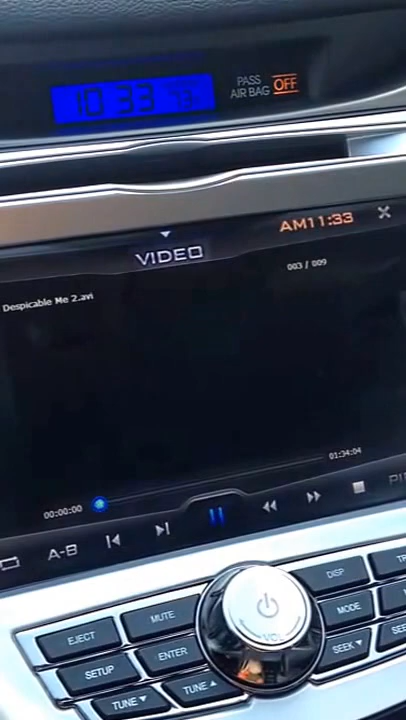 10 33
PASS
AIR BAG OFF
AM11:33
VIDEO
003 / 009
Despicable Me 2.avi
01:34:04
00:00:00
A-B
DISP
MUTE
MODE
EJECT
VOL
ENTER
SEEK
SETUP
TUNE
TUNE